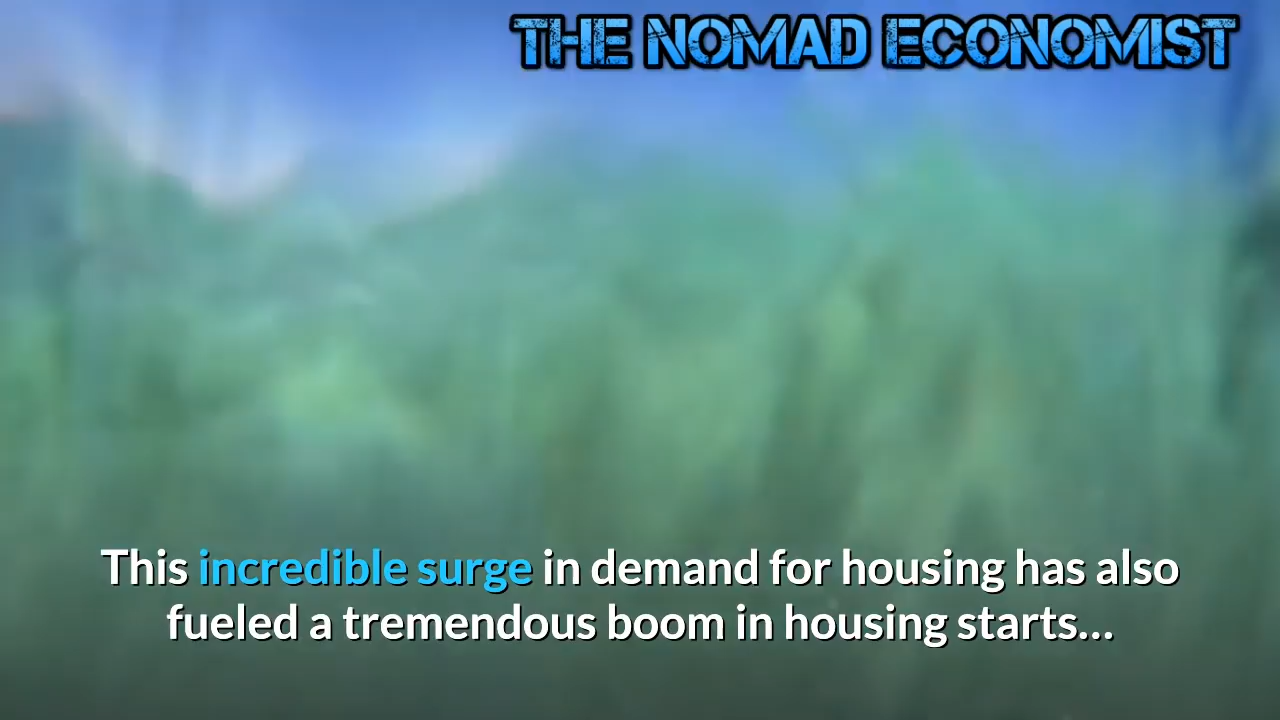 THE NOMAD ECONOMIST
This incredible surge in demand for housing has also
fueled a tremendous boom in housing starts...